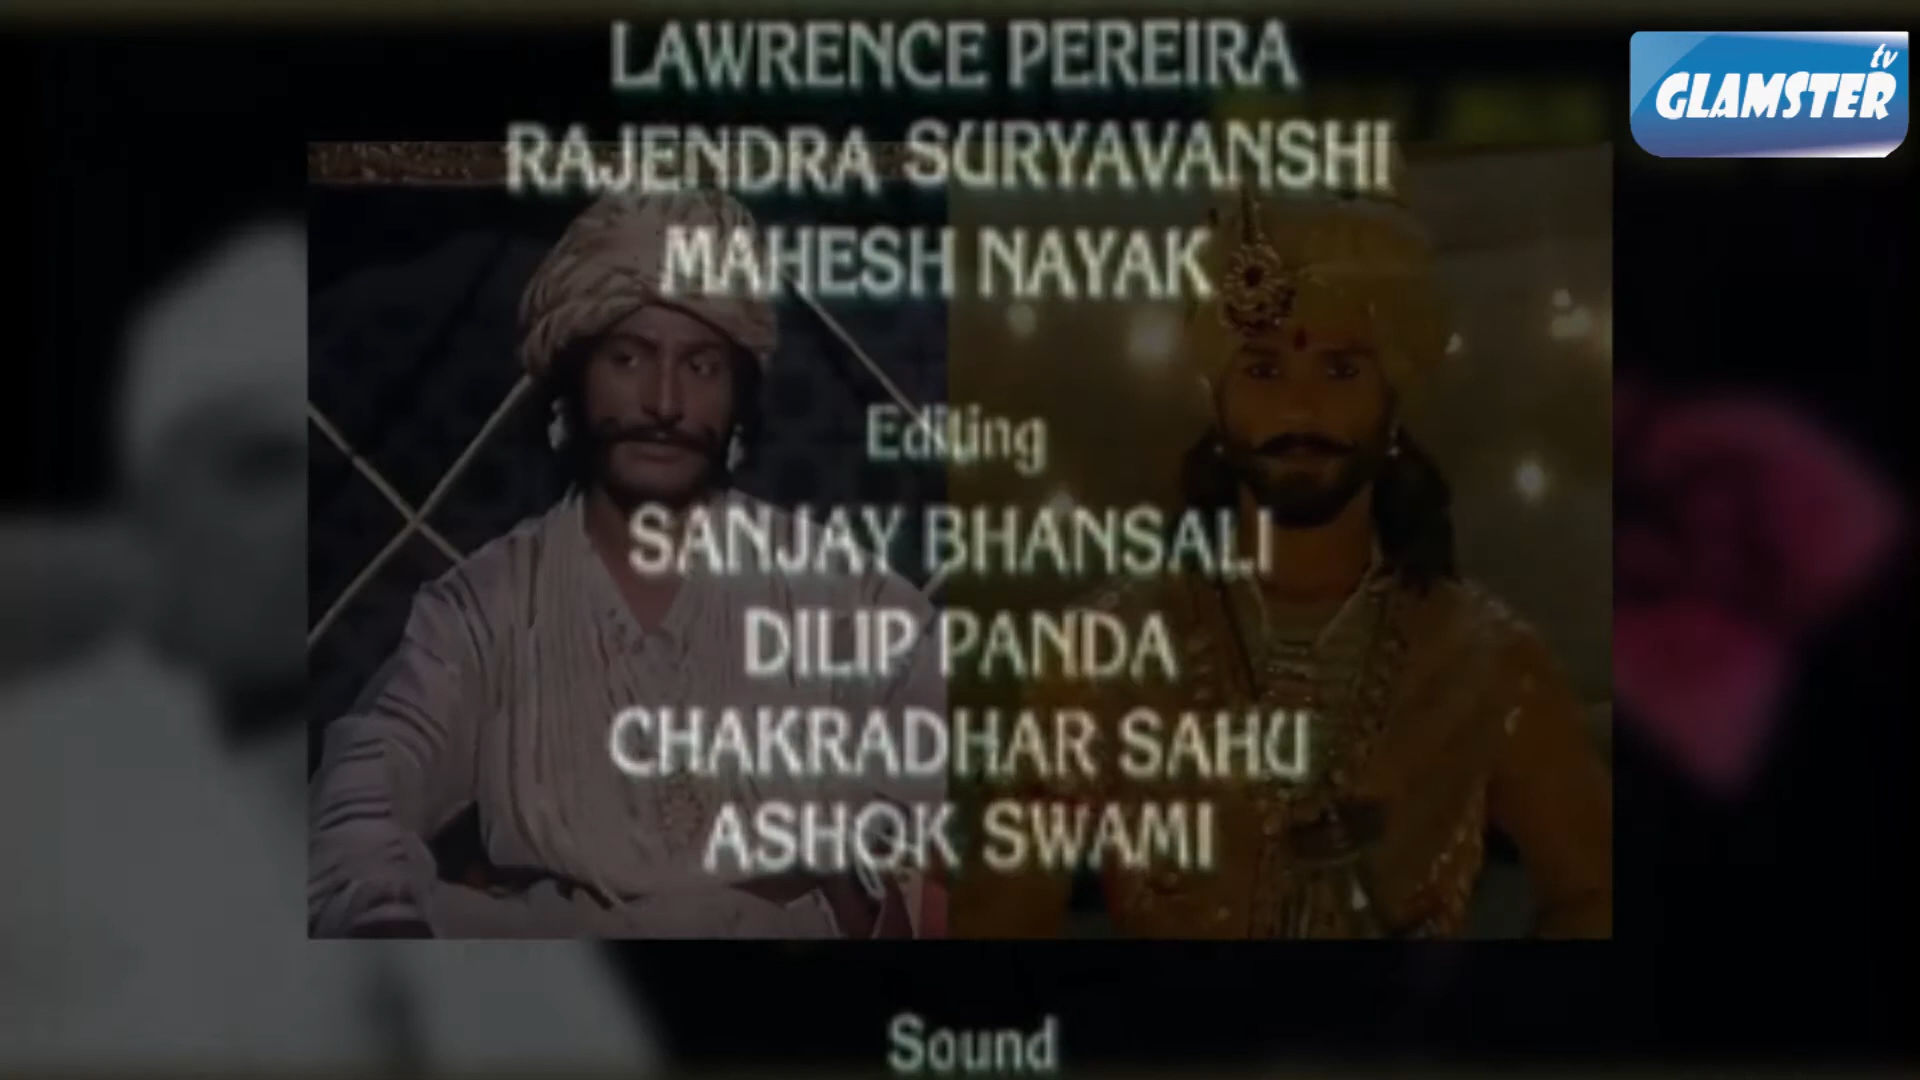 LAWRENCE PEREIRA
tv
GLAMSTER
RAJENDRA SURYAVANSHI
MAHESH NAYAK
Editing
SANJAY BHANSALI
DILIP PANDA
CHAKRADHAR SAHU
ASHOK SWAMI
Sound